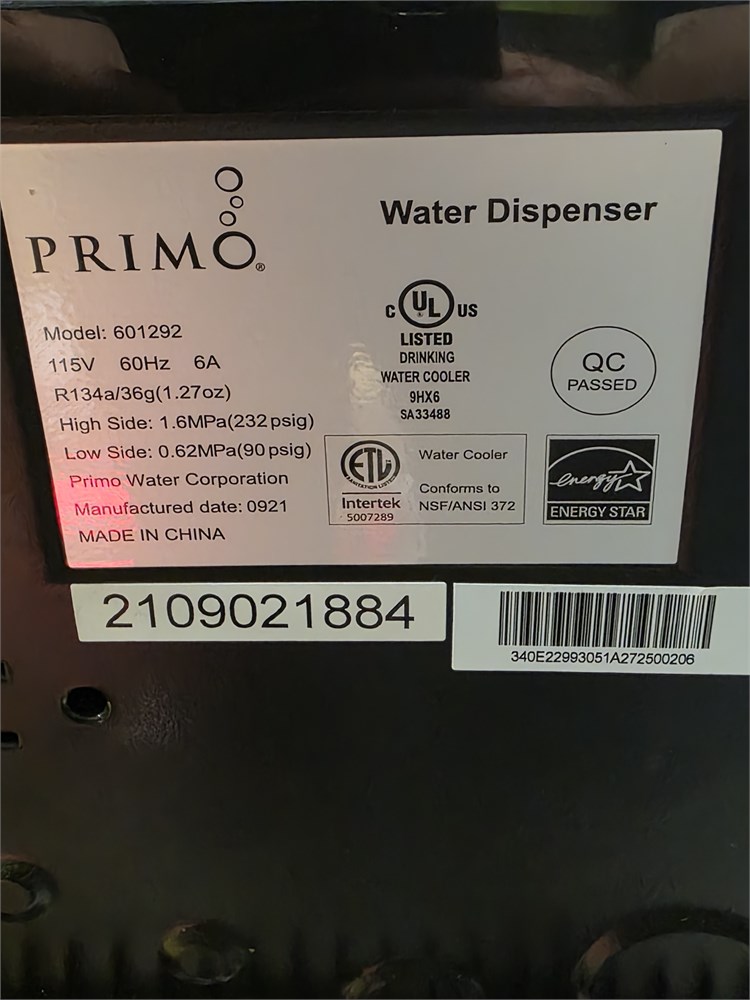 PRIMO®
Water Dispenser
Model: 601292
115V 60Hz 6A
R134a/36g(1.27oz)
High Side: 1.6MPa(232 psig)
Low Side: 0.62MPa(90 psig)
Primo Water Corporation
Manufactured date: 0921
MADE IN CHINA
C UL US
LISTED
DRINKING
WATER COOLER
9HX6
SA33488
QC
PASSED
ETL
SANITATION LISTED
Intertek
5007289
Water Cooler
Conforms to
NSF/ANSI 372
energy
ENERGY STAR
2109021884
340E22993051A272500206